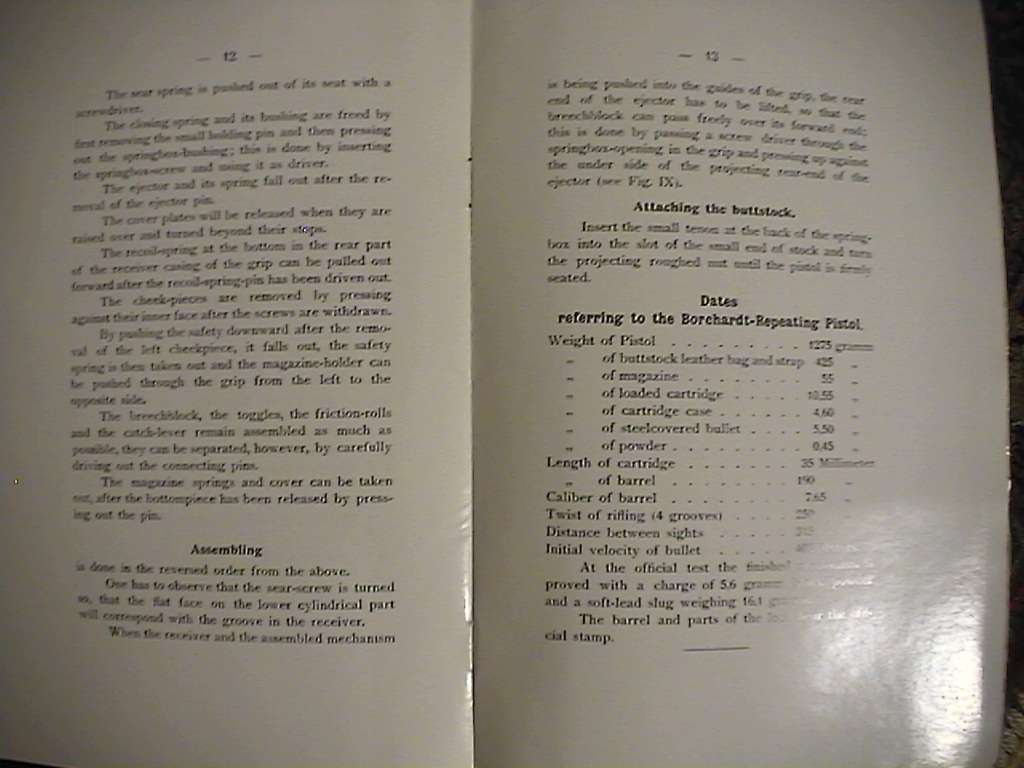 — 12 —
The sear spring is pushed out of its seat with a
screwdriver.
The closing spring and its bushing are freed by
first removing the small holding pin and then pressing
out the springbox-bushing; this is done by inserting
the springbox-screw and using it as driver.
The ejector and its spring fall out after the re-
moval of the ejector pin.
The cover plates will be released when they are
raised over and turned beyond their stops.
The recoil-spring at the bottom in the rear part
of the receiver casing of the grip can be pulled out
forward after the recoil-spring-pin has been driven out.
The cheek-pieces are removed by pressing
against their inner face after the screws are withdrawn.
By pushing the safety downward after the remo-
val of the left cheekpiece, it falls out, the safety
spring is then taken out and the magazine-holder can
be pushed through the grip from the left to the
opposite side.
The breechblock, the toggles, the friction-rolls
and the catch-lever remain assembled as much as
possible, they can be separated, however, by carefully
driving out the connecting pins.
The magazine springs and cover can be taken
out, after the bottompiece has been released by press-
ing out the pin.
Assembling
is done in the reversed order from the above.
One has to observe that the sear-screw is turned
so, that the flat face on the lower cylindrical part
will correspond with the groove in the receiver.
When the receiver and the assembled mechanism
— 13 —
is being pushed into the guides of the grip, the rear
end of the ejector has to be lifted, so that the
breechblock can pass freely over its forward end;
this is done by passing a screw driver through the
springbox-opening in the grip and pressing up against
the under side of the projecting rear-end of the
ejector (see Fig. IX).
Attaching the buttstock.
Insert the small tenon at the back of the spring-
box into the slot of the small end of stock and turn
the projecting roughed nut until the pistol is firmly
seated.
Dates
referring to the Borchardt-Repeating Pistol.
Weight of Pistol . . . . . . . . . 1275 gramm
„ of buttstock leather bag and strap 425 „
„ of magazine . . . . . . . 55 „
„ of loaded cartridge . . . . . 10,55 „
„ of cartridge case . . . . . 4,60 „
„ of steelcovered bullet . . . . 5,50 „
„ of powder . . . . . . . 0,45 „
Length of cartridge . . . . . . . 35 Millimeter
„ of barrel . . . . . . . . 190 „
Caliber of barrel . . . . . . . . 7,65 „
Twist of rifling (4 grooves) . . . . 250
Distance between sights . . . .
Initial velocity of bullet . . . . .
At the official test the finished
proved with a charge of 5,6 gramm
and a soft-lead slug weighing 16,1
The barrel and parts of the bear the offi-
cial stamp.